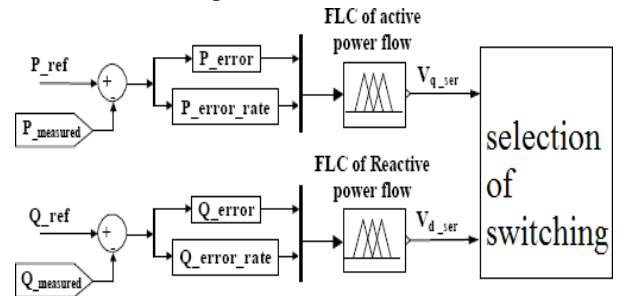 FLC of active
power flow
P_ref
+
-
P_measured
P_error
P_error_rate
V_q_ser
FLC of Reactive
power flow
Q_ref
+
-
Q_measured
Q_error
Q_error_rate
V_d_ser
selection
of
switching